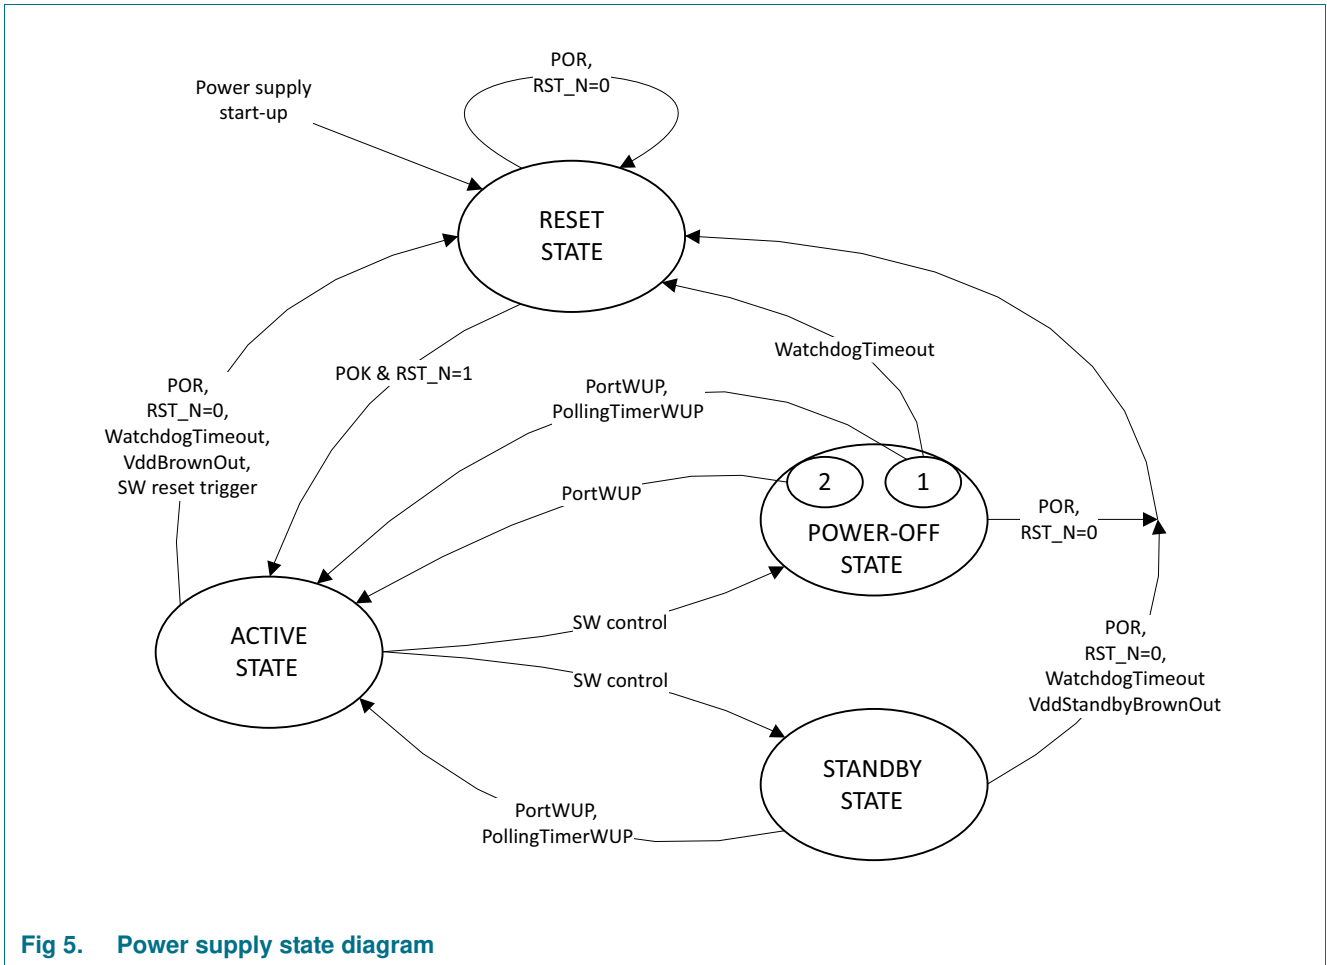 POR,
RST_N=0
Power supply
start-up
RESET
STATE
WatchdogTimeout
POK & RST_N=1
POR,
RST_N=0,
WatchdogTimeout,
VddBrownOut,
SW reset trigger
PortWUP,
PollingTimerWUP
PortWUP
2
1
POWER-OFF
STATE
POR,
RST_N=0
SW control
ACTIVE
STATE
SW control
POR,
RST_N=0,
WatchdogTimeout
VddStandbyBrownOut
STANDBY
STATE
PortWUP,
PollingTimerWUP
Fig 5. Power supply state diagram